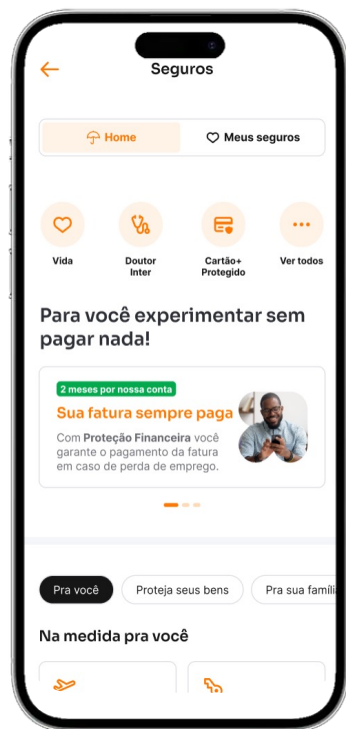 Seguros
Home
Meus seguros
Vida
Doutor
Inter
Cartão+
Protegido
Ver todos
Para você experimentar sem
pagar nada!
2 meses por nossa conta
Sua fatura sempre paga
Com Proteção Financeira você
garante o pagamento da fatura
em caso de perda de emprego.
Pra você
Proteja seus bens
Pra sua famíli
Na medida pra você